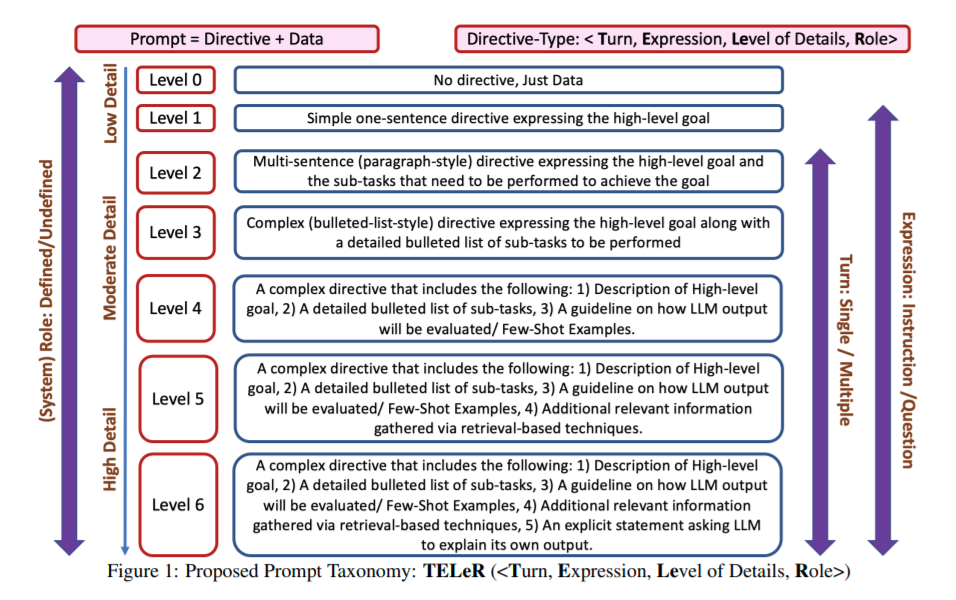 Prompt = Directive + Data
Directive-Type: < Turn, Expression, Level of Details, Role>
(System) Role: Defined/Undefined
Low Detail
Moderate Detail
High Detail
Level 0
No directive, Just Data
Level 1
Simple one-sentence directive expressing the high-level goal
Level 2
Multi-sentence (paragraph-style) directive expressing the high-level goal and
the sub-tasks that need to be performed to achieve the goal
Level 3
Complex (bulleted-list-style) directive expressing the high-level goal along with
a detailed bulleted list of sub-tasks to be performed
Level 4
A complex directive that includes the following: 1) Description of High-level
goal, 2) A detailed bulleted list of sub-tasks, 3) A guideline on how LLM output
will be evaluated/ Few-Shot Examples.
Level 5
A complex directive that includes the following: 1) Description of High-level
goal, 2) A detailed bulleted list of sub-tasks, 3) A guideline on how LLM output
will be evaluated/ Few-Shot Examples, 4) Additional relevant information
gathered via retrieval-based techniques.
Level 6
A complex directive that includes the following: 1) Description of High-level
goal, 2) A detailed bulleted list of sub-tasks, 3) A guideline on how LLM output
will be evaluated/ Few-Shot Examples, 4) Additional relevant information
gathered via retrieval-based techniques, 5) An explicit statement asking LLM
to explain its own output.
Turn: Single / Multiple
Expression: Instruction /Question
Figure 1: Proposed Prompt Taxonomy: TELeR (<Turn, Expression, Level of Details, Role>)